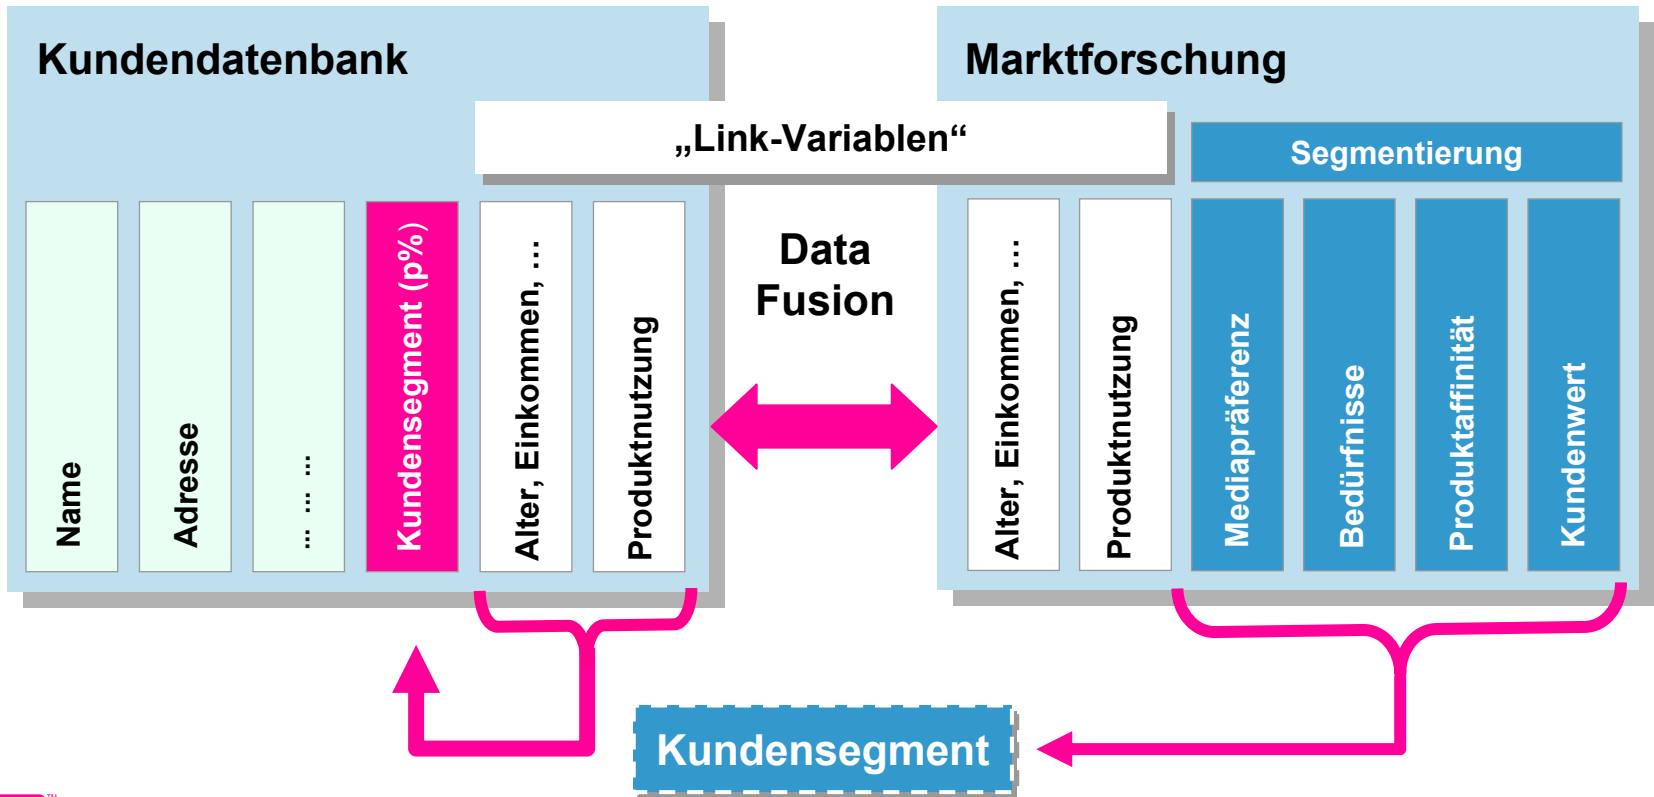 Kundendatenbank
Marktforschung
„Link-Variablen“
Segmentierung
Name
Adresse
... ... ...
Kundensegment (p%)
Alter, Einkommen, ...
Produktnutzung
Data
Fusion
Alter, Einkommen, ...
Produktnutzung
Mediapräferenz
Bedürfnisse
Produktaffinität
Kundenwert
Kundensegment
TM